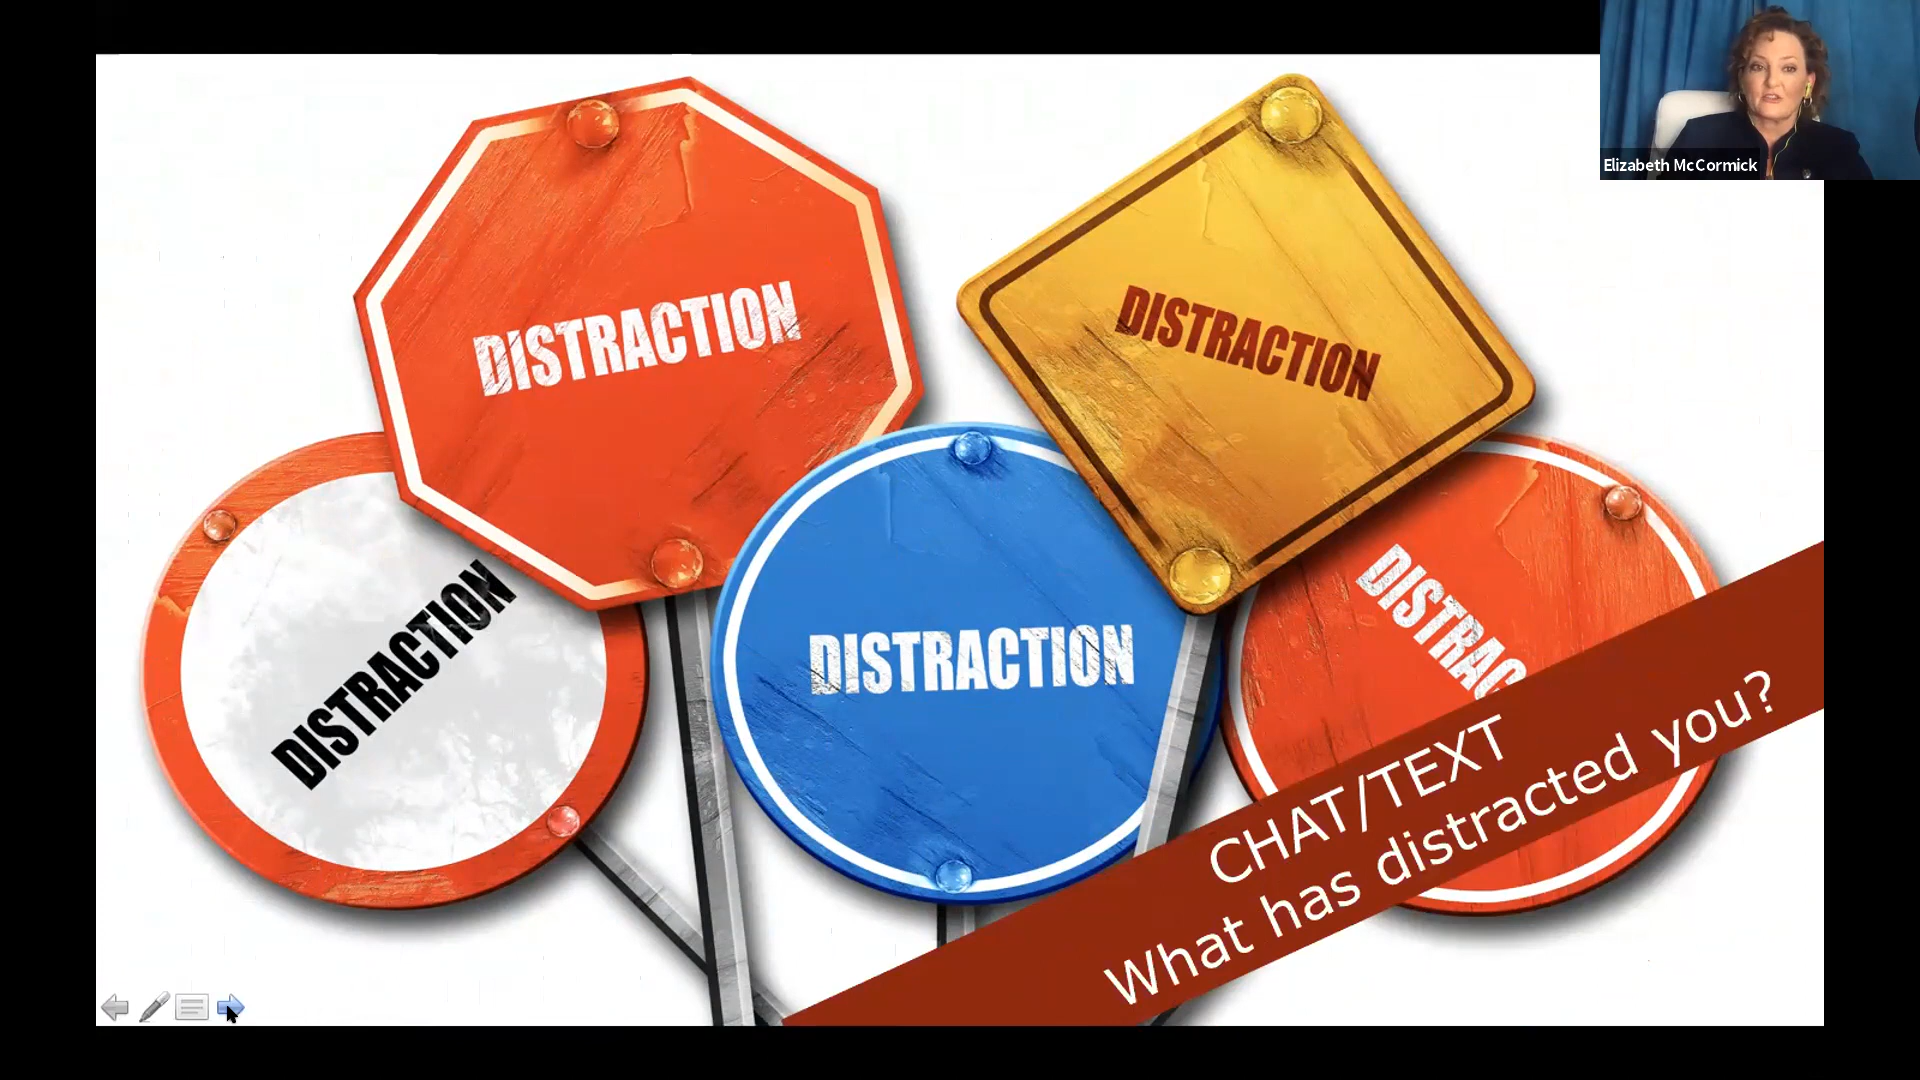 Elizabeth McCormick
DISTRACTION
DISTRACTION
DISTRACTION
DISTRACTION
DISTRAC
CHAT/TEXT
What has distracted you?